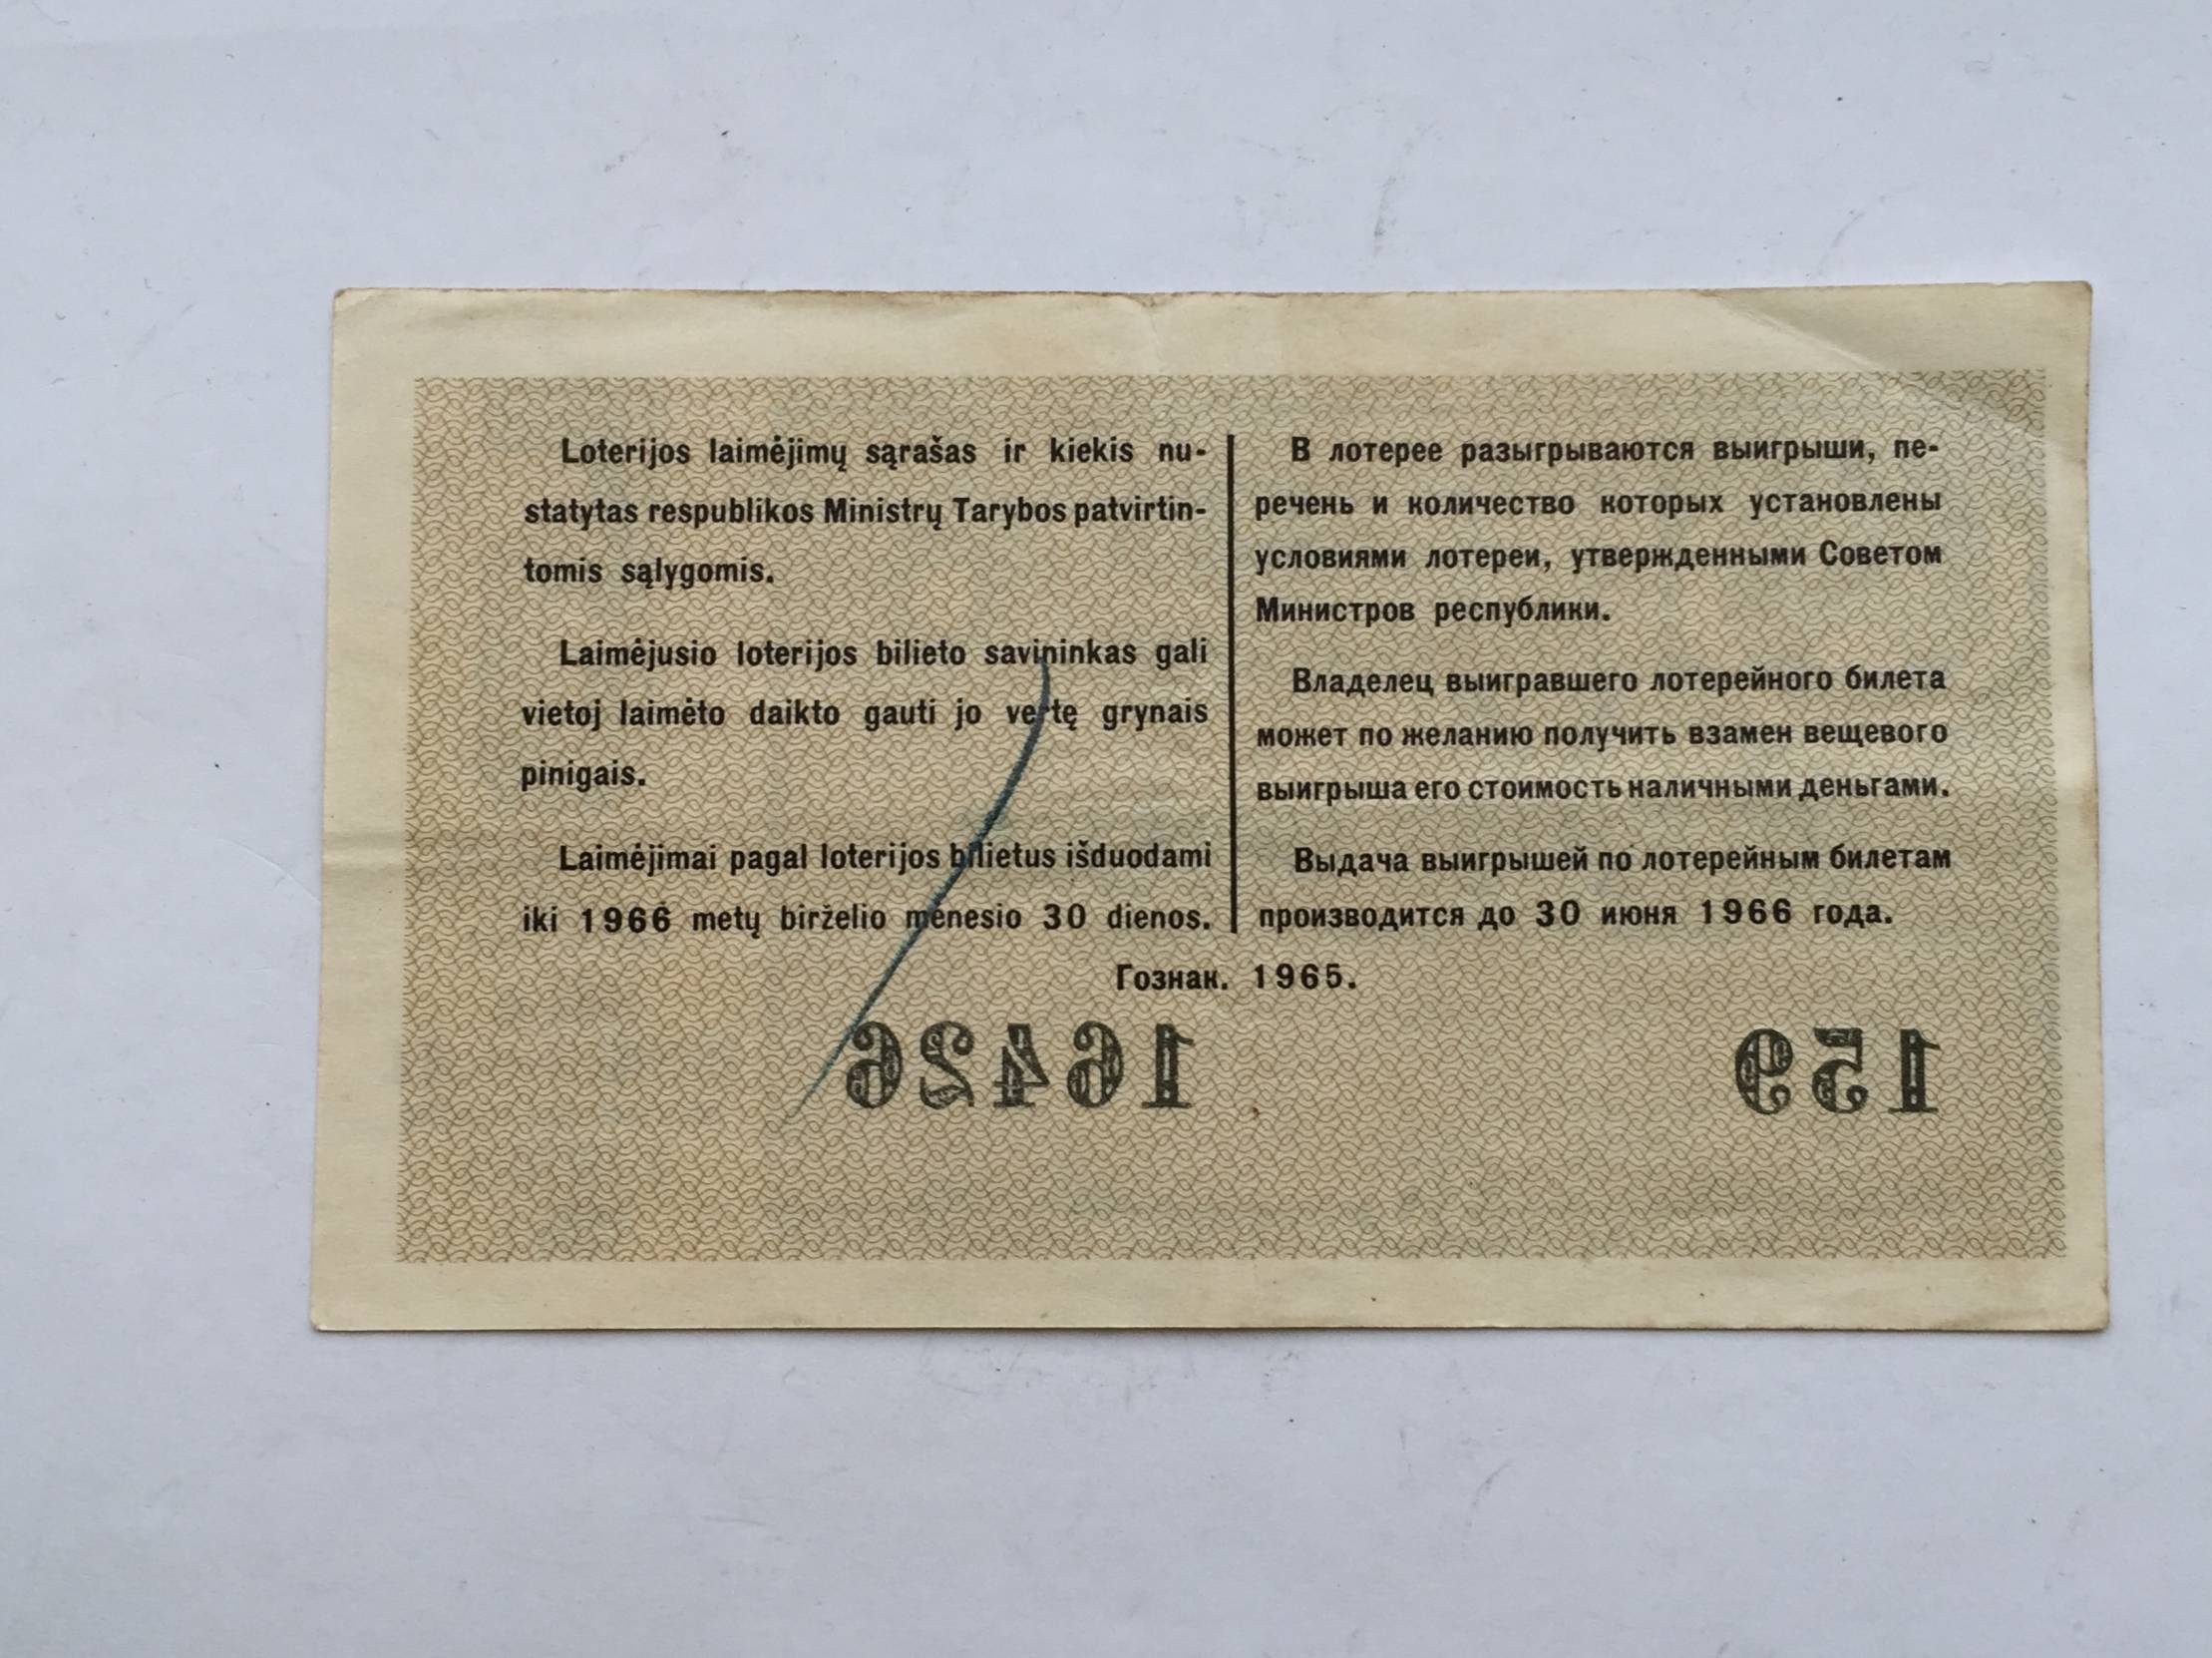 Loterijos laimėjimų sąrašas ir kiekis nu-
statytas respublikos Ministrų Tarybos patvirtin-
tomis sąlygomis.
Laimėjusio loterijos bilieto savininkas gali
vietoj laimėto daikto gauti jo vertę grynais
pinigais.
Laimėjimai pagal loterijos bilietus išduodami
iki 1966 metų birželio mėnesio 30 dienos.
В лотерее разыгрываются выигрыши, пе-
речень и количество которых установлены
условиями лотереи, утвержденными Советом
Министров республики.
Владелец выигравшего лотерейного билета
может по желанию получить взамен вещевого
выигрыша его стоимость наличными деньгами.
Выдача выигрышей по лотерейным билетам
производится до 30 июня 1966 года.
Гознак. 1965.
16426
159